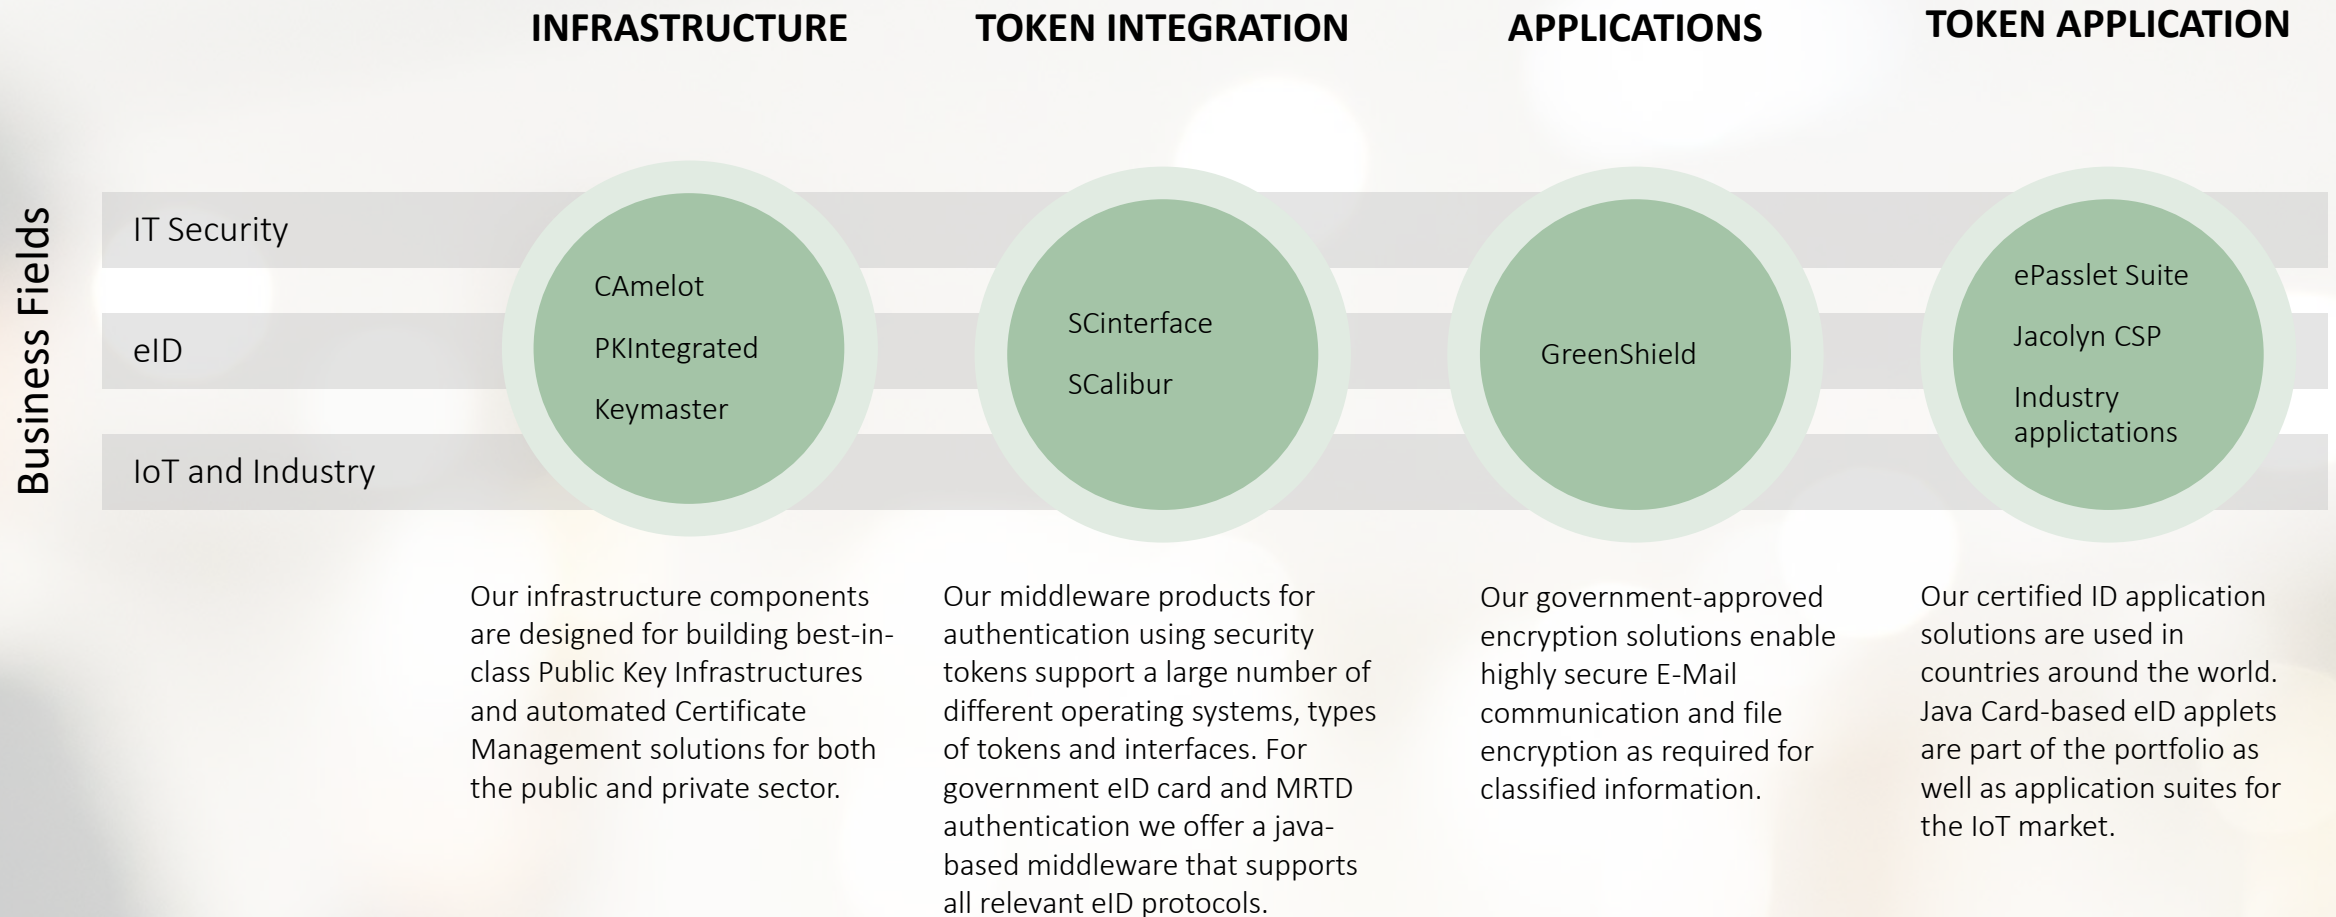 INFRASTRUCTURE
TOKEN INTEGRATION
APPLICATIONS
TOKEN APPLICATION
Business Fields
IT Security
eID
IoT and Industry
CAmelot
PKIntegrated
Keymaster
SCinterface
SCalibur
GreenShield
ePasslet Suite
Jacolyn CSP
Industry
applictations
Our infrastructure components
are designed for building best-in-
class Public Key Infrastructures
and automated Certificate
Management solutions for both
the public and private sector.
Our middleware products for
authentication using security
tokens support a large number of
different operating systems, types
of tokens and interfaces. For
government eID card and MRTD
authentication we offer a java-
based middleware that supports
all relevant eID protocols.
Our government-approved
encryption solutions enable
highly secure E-Mail
communication and file
encryption as required for
classified information.
Our certified ID application
solutions are used in
countries around the world.
Java Card-based eID applets
are part of the portfolio as
well as application suites for
the IoT market.